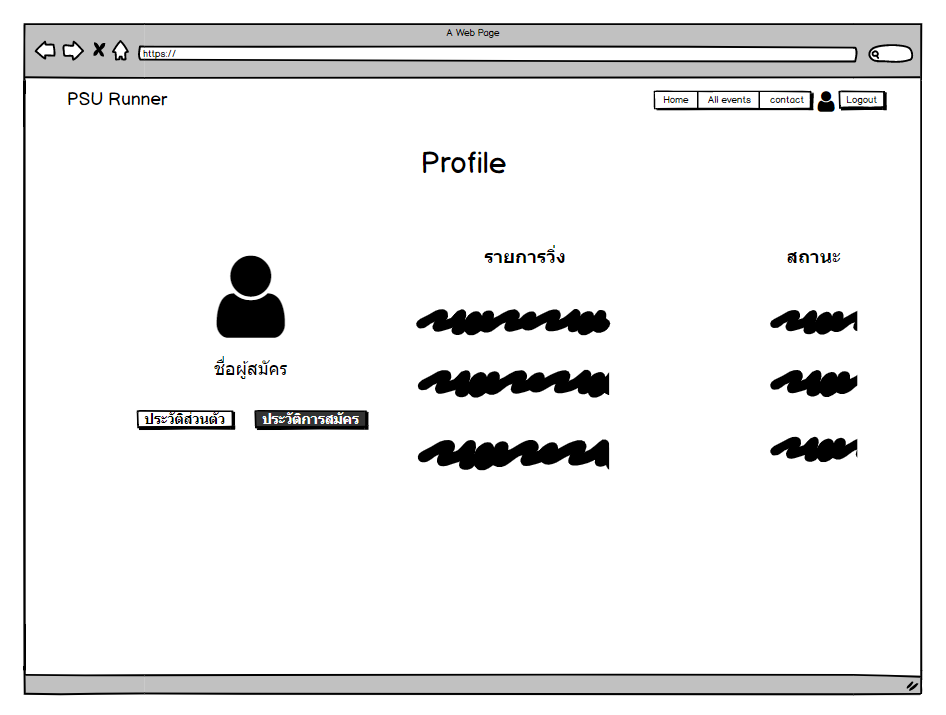 A Web Page
https://
PSU Runner
Home All events contact Logout
Profile
รายการวิ่ง สถานะ
ชื่อผู้สมัคร
ประวัติส่วนตัว ประวัติการสมัคร